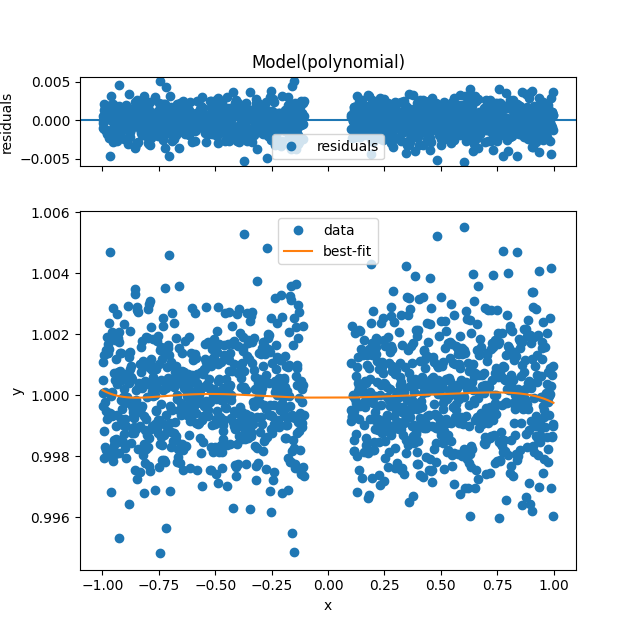 Model(polynomial)
0.005
0.000
−0.005
residuals
residuals
1.006
1.004
1.002
1.000
0.998
0.996
y
data
best-fit
−1.00 −0.75 −0.50 −0.25 0.00 0.25 0.50 0.75 1.00
x